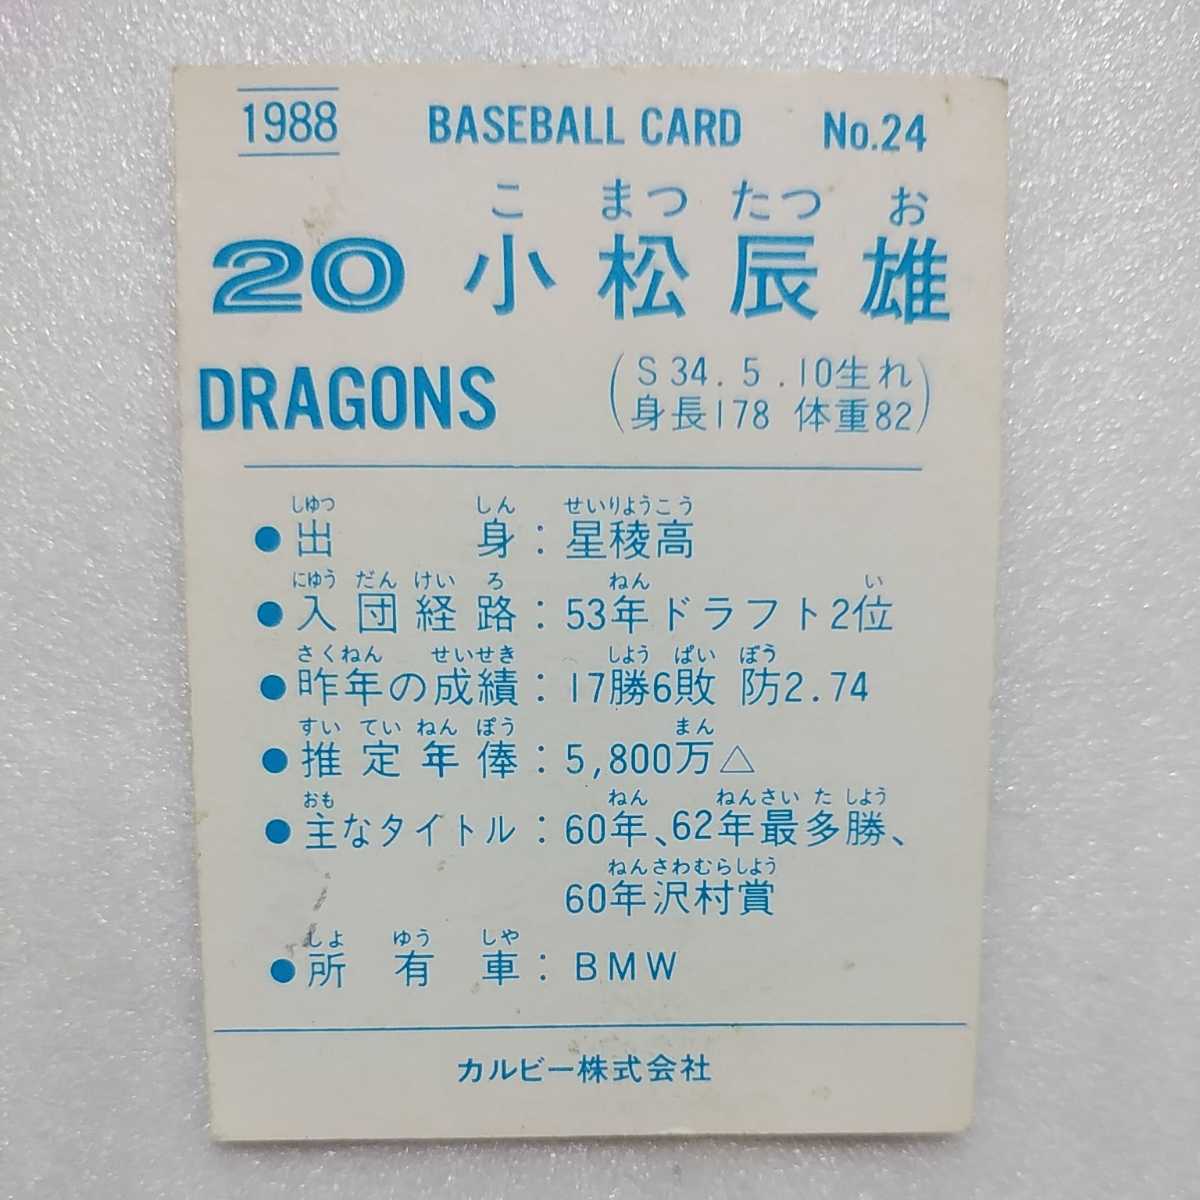 1988 BASEBALL CARD No.24
こ まつ たつ お
20 小松辰雄
DRAGONS
(S34.5.10生れ
身長178 体重82)
しゆつ しん せいりようこう
●出身:星稜高
にゆう だん けい ろ ねん い
●入団経路:53年ドラフト2位
さくねん せいせき しよう ぱい ぼう
●昨年の成績:17勝6敗 防2.74
すい てい ねん ぽう まん
●推定年俸:5,800万△
おも ねん ねんさい た しよう
●主なタイトル:60年、62年最多勝、
ねんさわむらしよう
60年沢村賞
しよ ゆう しや
●所有車:BMW
カルビー株式会社